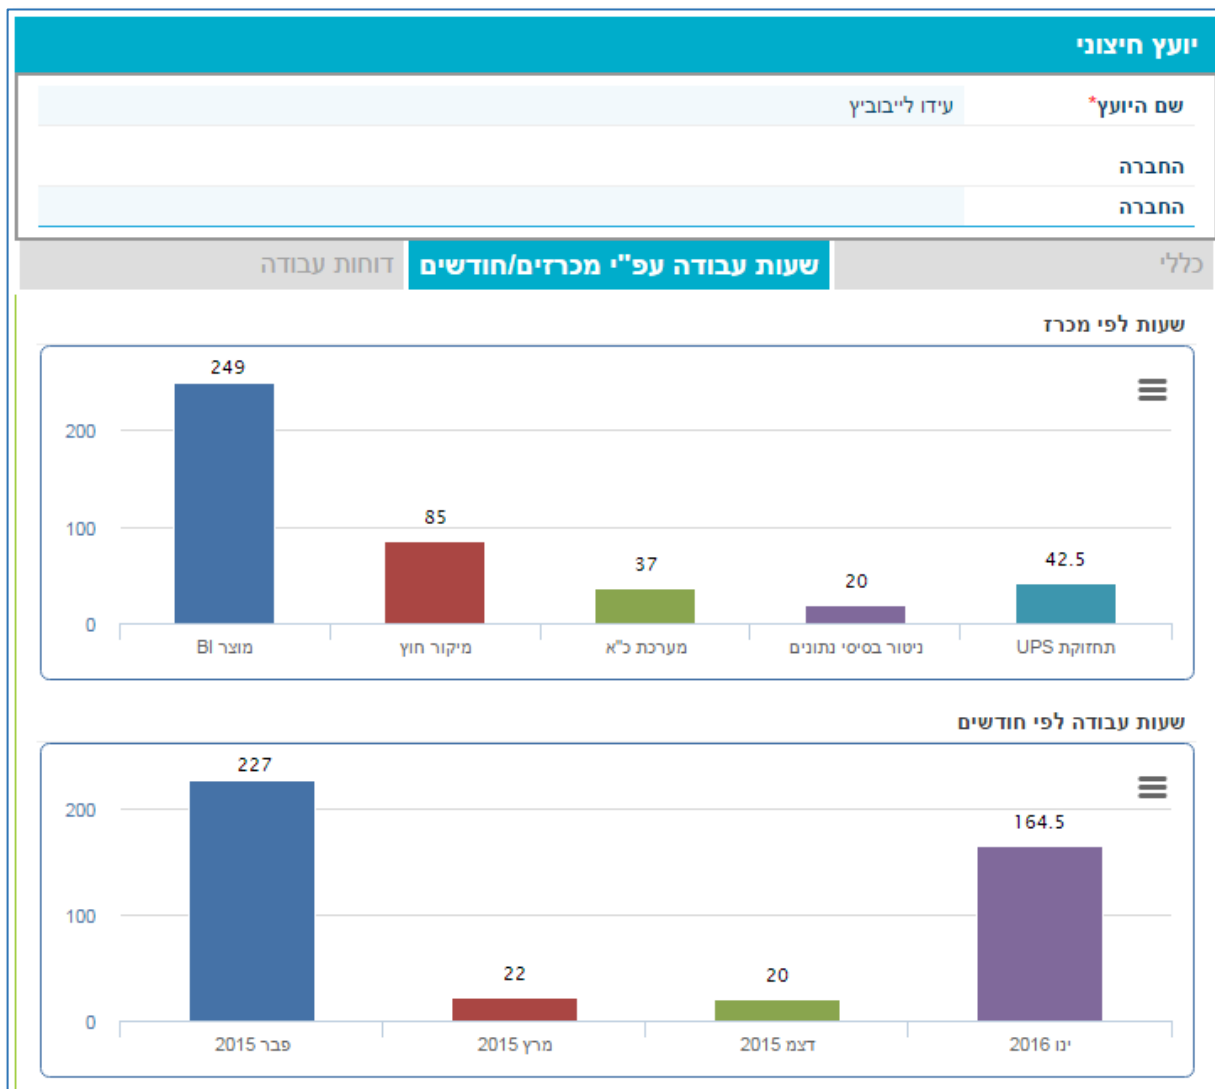 יועץ חיצוני
שם היועץ* עידו לייבוביץ
החברה
החברה
כללי שעות עבודה עפ"י מכרזים/חודשים דוחות עבודה
שעות לפי מכרז
249
200
85
100
37
20
42.5
0
מוצר BI מיקור חוץ מערכת כ"א ניטור בסיסי נתונים תחזוקת UPS
שעות עבודה לפי חודשים
227
200
164.5
100
22
20
0
פבר 2015 מרץ 2015 דצמ 2015 ינו 2016